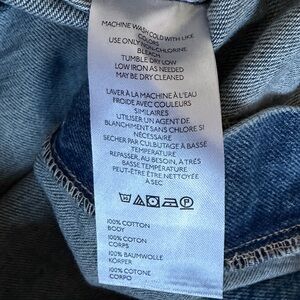 MACHINE WASH COLD WITH LIKE
COLORS
USE ONLY NON-CHLORINE
BLEACH
TUMBLE DRY LOW
LOW IRON AS NEEDED
MAY BE DRY CLEANED
LAVER À LA MACHINE À L'EAU
FROIDE AVEC COULEURS
SIMILAIRES
UTILISER UN AGENT DE
BLANCHIMENT SANS CHLORE SI
NÉCESSAIRE
SÉCHER PAR CULBUTAGE À BASSE
TEMPÉRATURE
REPASSER, AU BESOIN, À TRÈS
BASSE TEMPÉRATURE
PEUT-ÊTRE ÊTRE NETTOYÉE
À SEC
P
100% COTTON
BODY
100% COTON
CORPS
100% BAUMWOLLE
KÖRPER
100% COTONE
CORPO